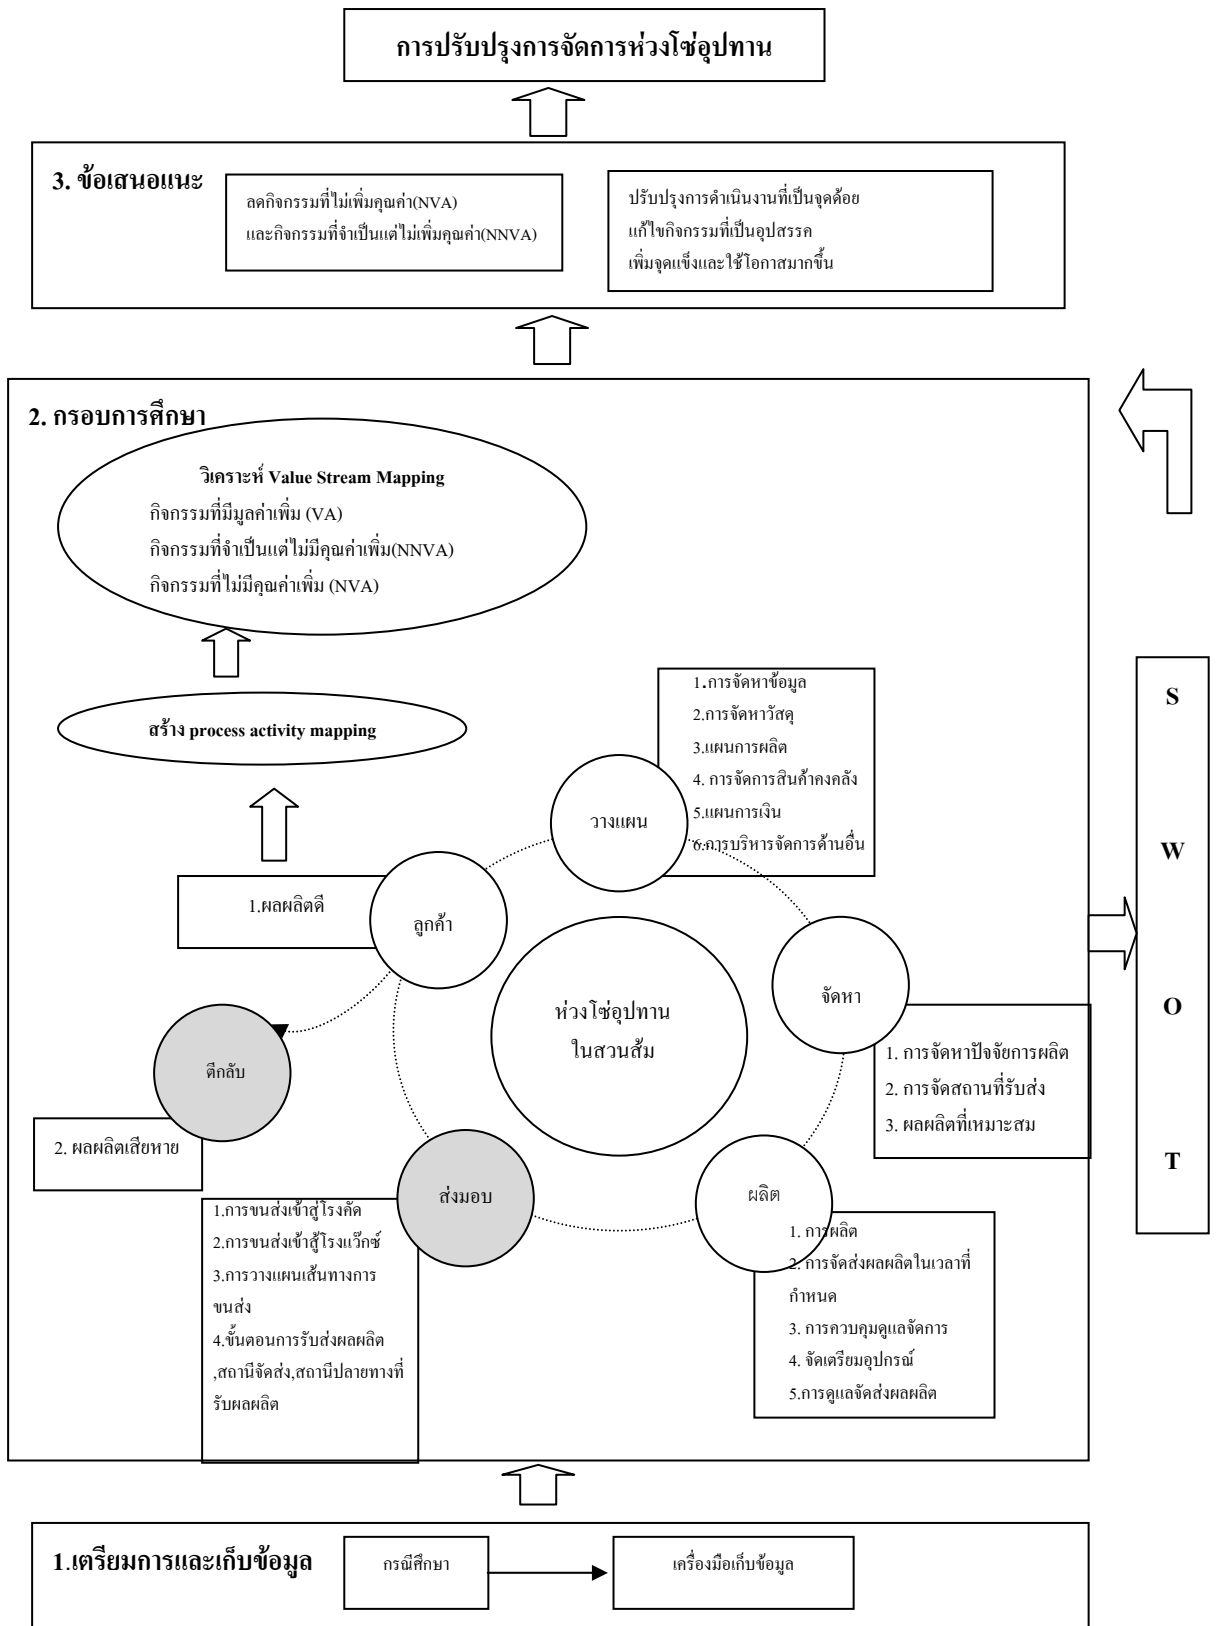 การปรับปรุงการจัดการห่วงโซ่อุปทาน
3. ข้อเสนอแนะ
ลดกิจกรรมที่ไม่เพิ่มคุณค่า(NVA)
และกิจกรรมที่จำเป็นแต่ไม่เพิ่มคุณค่า(NNVA)
ปรับปรุงการดำเนินงานที่เป็นจุดด้อย
แก้ไขกิจกรรมที่เป็นอุปสรรค
เพิ่มจุดแข็งและใช้โอกาสมากขึ้น
2. กรอบการศึกษา
วิเคราะห์ Value Stream Mapping
กิจกรรมที่มีมูลค่าเพิ่ม (VA)
กิจกรรมที่จำเป็นแต่ไม่มีคุณค่าเพิ่ม(NNVA)
กิจกรรมที่ไม่มีคุณค่าเพิ่ม (NVA)
สร้าง process activity mapping
1.การจัดหาข้อมูล
2.การจัดหาวัสดุ
3.แผนการผลิต
4. การจัดการสินค้าคงคลัง
5.แผนการเงิน
6.การบริหารจัดการด้านอื่น
วางแผน
1.ผลผลิตดี
ลูกค้า
จัดหา
ห่วงโซ่อุปทาน
ในสวนส้ม
1. การจัดหาปัจจัยการผลิต
2. การจัดสถานที่รับส่ง
3. ผลผลิตที่เหมาะสม
ตีกลับ
2. ผลผลิตเสียหาย
ส่งมอบ
1.การขนส่งเข้าสู่โรงคัด
2.การขนส่งเข้าสู้โรงแว๊กซ์
3.การวางแผนเส้นทางการ
ขนส่ง
4.ขั้นตอนการรับส่งผลผลิต
,สถานีจัดส่ง,สถานีปลายทางที่
รับผลผลิต
ผลิต
1. การผลิต
2. การจัดส่งผลผลิตในเวลาที่
กำหนด
3. การควบคุมดูแลจัดการ
4. จัดเตรียมอุปกรณ์
5.การดูแลจัดส่งผลผลิต
S
W
O
T
1.เตรียมการและเก็บข้อมูล
กรณีศึกษา
เครื่องมือเก็บข้อมูล